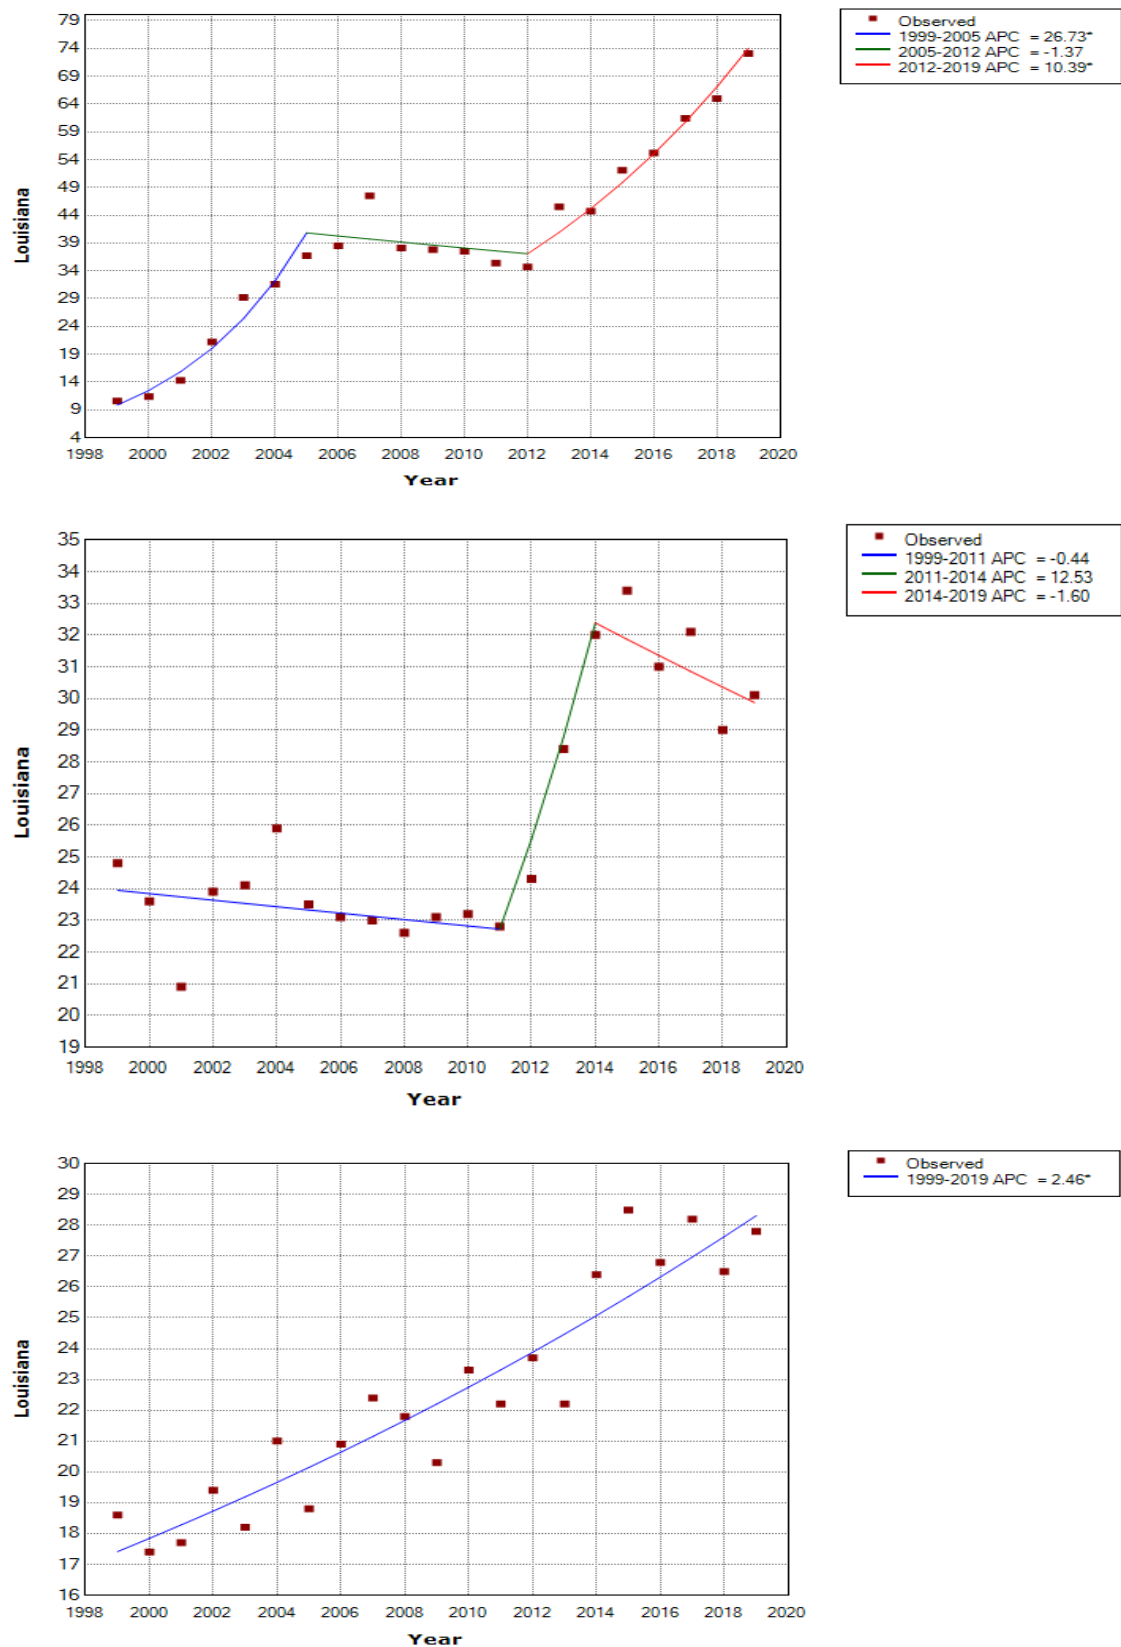 79
74
69
64
59
54
49
44
39
34
29
24
19
14
9
4
Louisiana
1998 2000 2002 2004 2006 2008 2010 2012 2014 2016 2018 2020
Year
Observed
1999-2005 APC = 26.73*
2005-2012 APC = -1.37
2012-2019 APC = 10.39*
35
34
33
32
31
30
29
28
27
26
25
24
23
22
21
20
19
Louisiana
1998 2000 2002 2004 2006 2008 2010 2012 2014 2016 2018 2020
Year
Observed
1999-2011 APC = -0.44
2011-2014 APC = 12.53
2014-2019 APC = -1.60
30
29
28
27
26
25
24
23
22
21
20
19
18
17
16
Louisiana
1998 2000 2002 2004 2006 2008 2010 2012 2014 2016 2018 2020
Year
Observed
1999-2019 APC = 2.46*